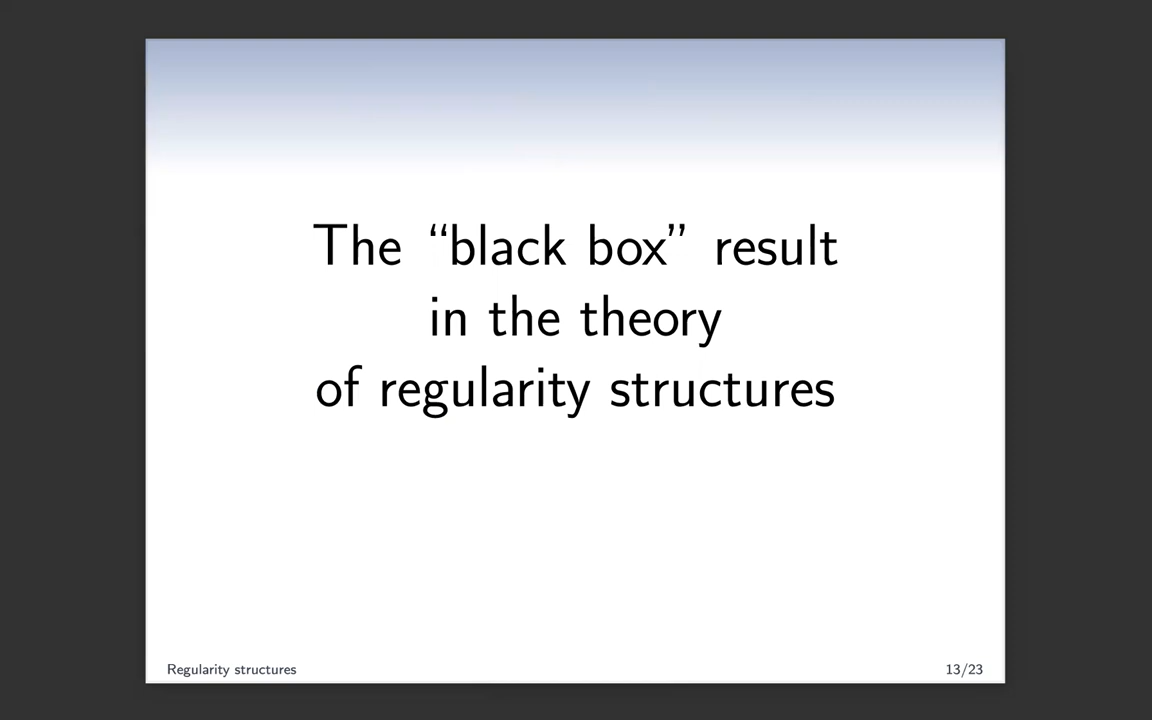 The “black box” result
in the theory
of regularity structures
Regularity structures
13/23